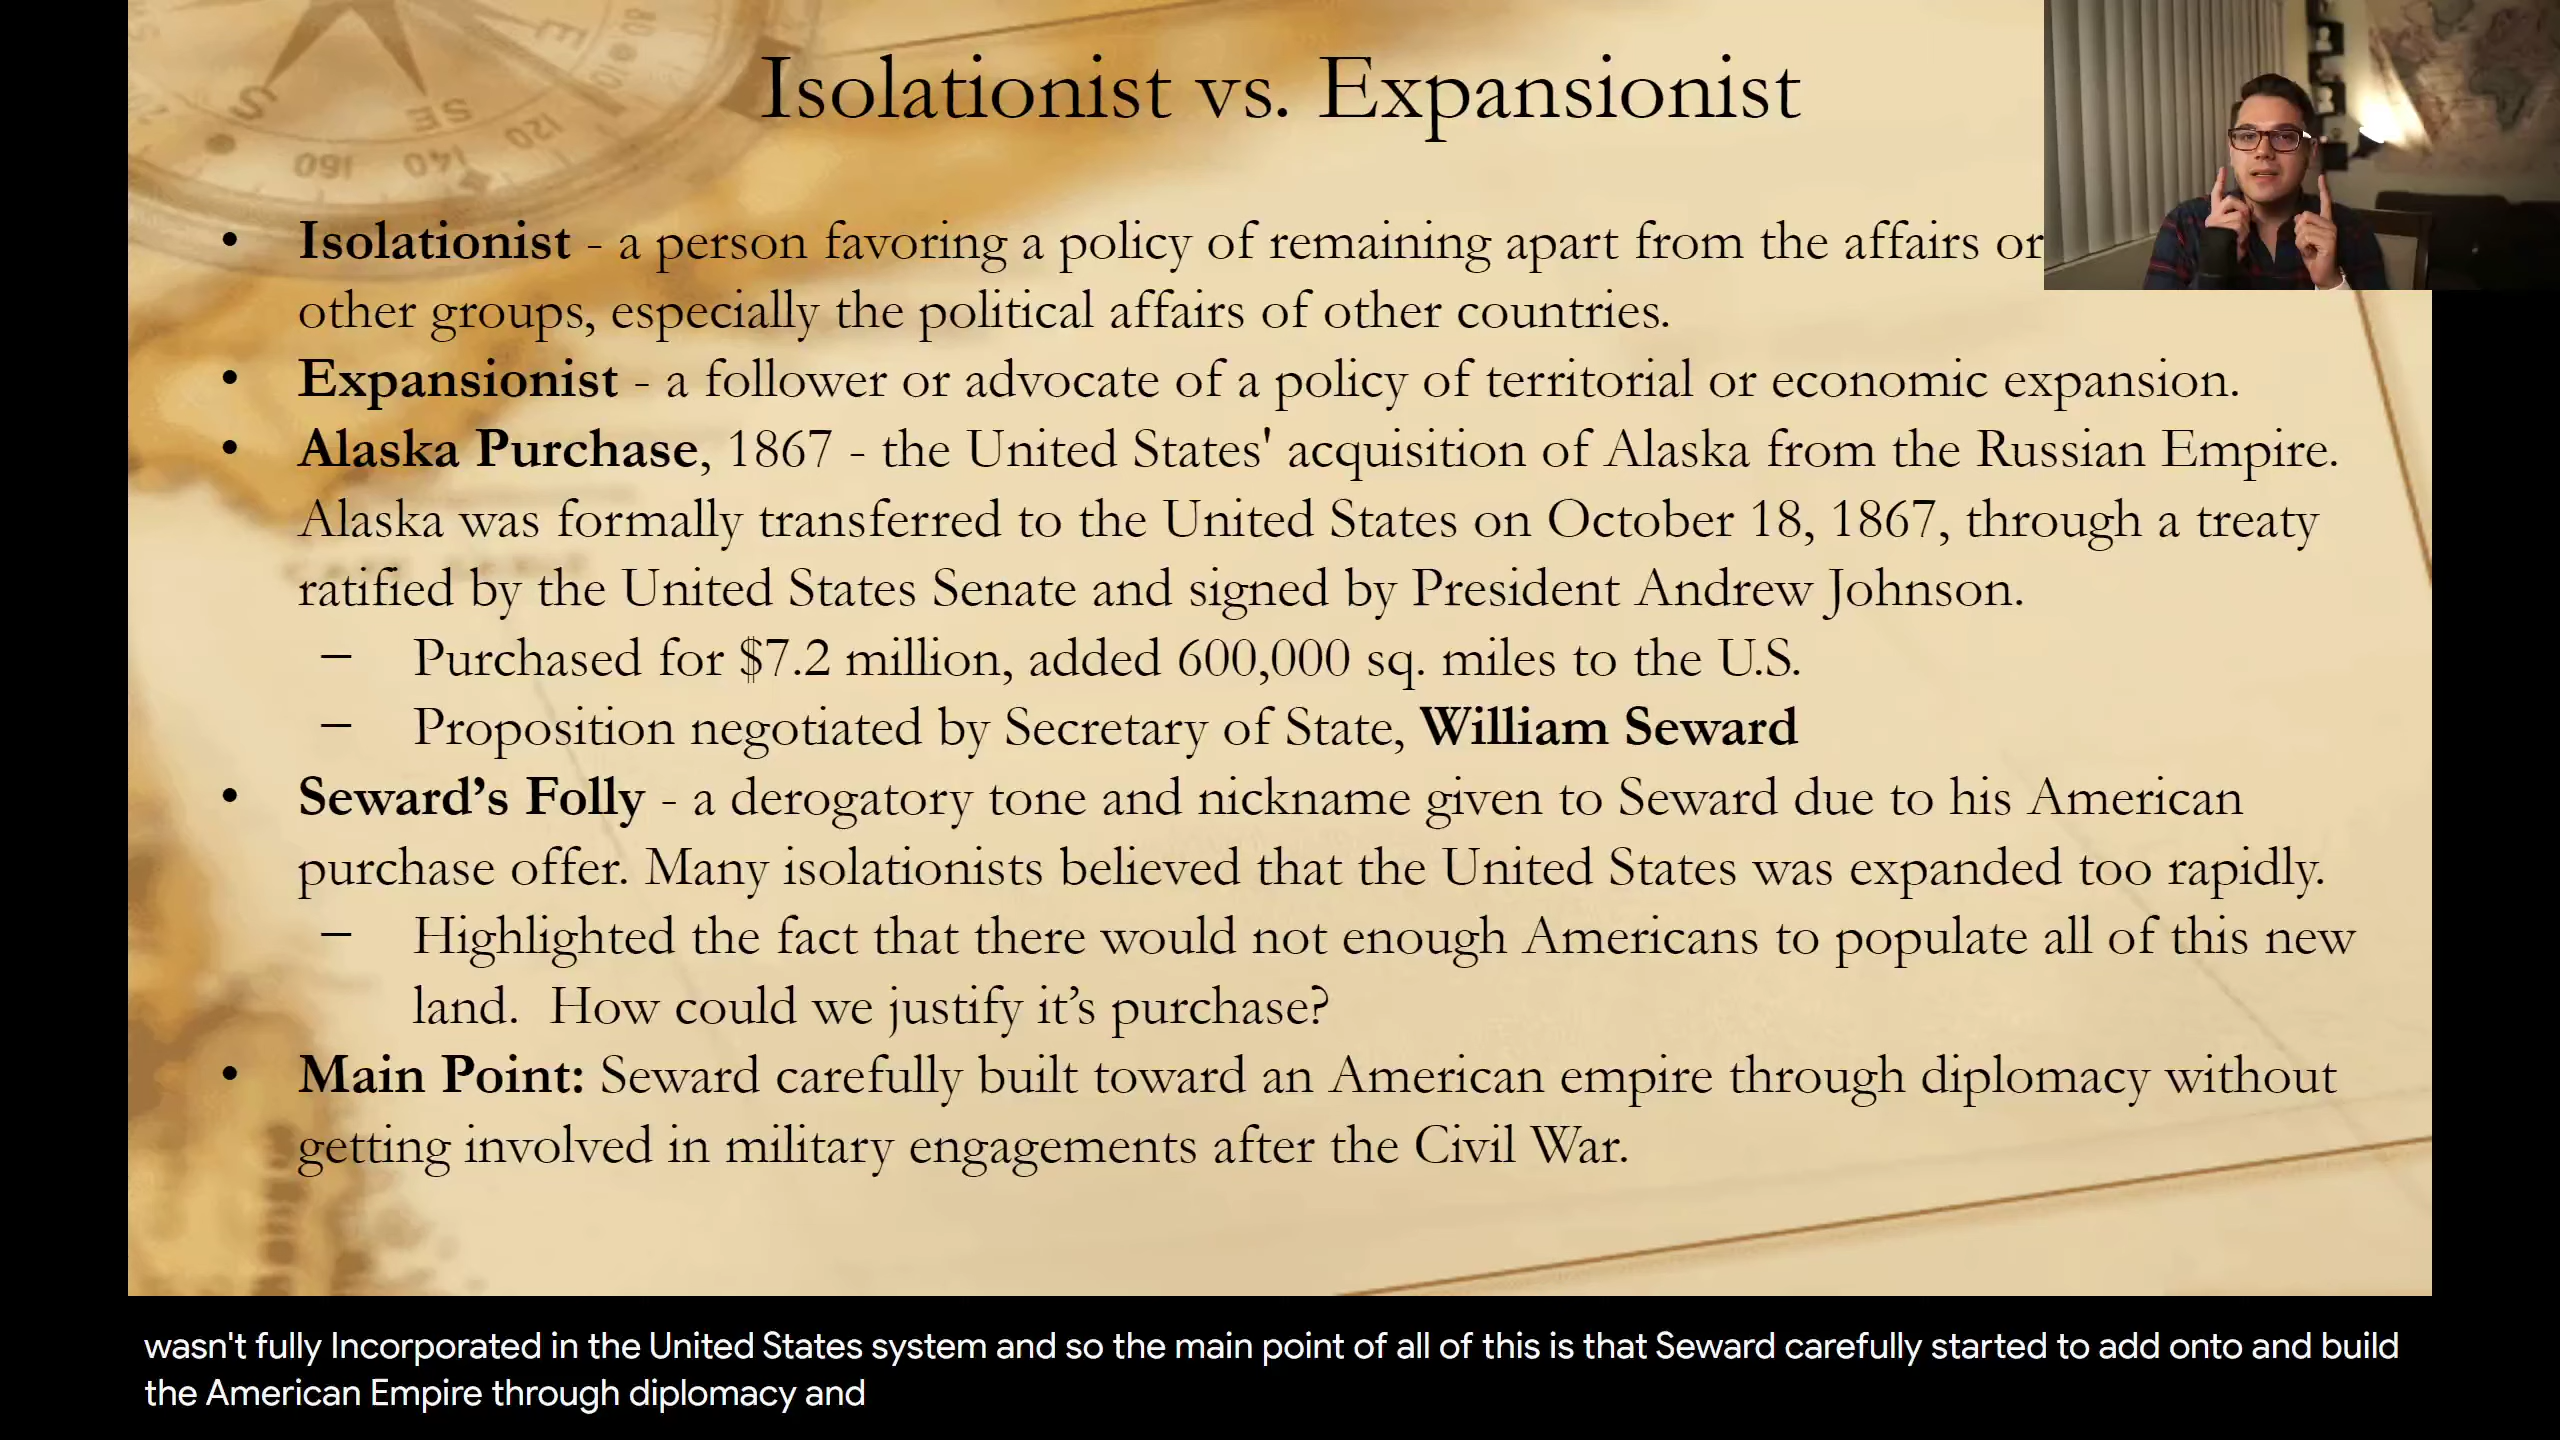 Isolationist vs. Expansionist
• Isolationist - a person favoring a policy of remaining apart from the affairs or
other groups, especially the political affairs of other countries.
• Expansionist - a follower or advocate of a policy of territorial or economic expansion.
• Alaska Purchase, 1867 - the United States' acquisition of Alaska from the Russian Empire.
Alaska was formally transferred to the United States on October 18, 1867, through a treaty
ratified by the United States Senate and signed by President Andrew Johnson.
– Purchased for $7.2 million, added 600,000 sq. miles to the U.S.
– Proposition negotiated by Secretary of State, William Seward
• Seward’s Folly - a derogatory tone and nickname given to Seward due to his American
purchase offer. Many isolationists believed that the United States was expanded too rapidly.
– Highlighted the fact that there would not enough Americans to populate all of this new
land.  How could we justify it’s purchase?
• Main Point: Seward carefully built toward an American empire through diplomacy without
getting involved in military engagements after the Civil War.
wasn't fully Incorporated in the United States system and so the main point of all of this is that Seward carefully started to add onto and build
the American Empire through diplomacy and
S
SE
E
160
140
120